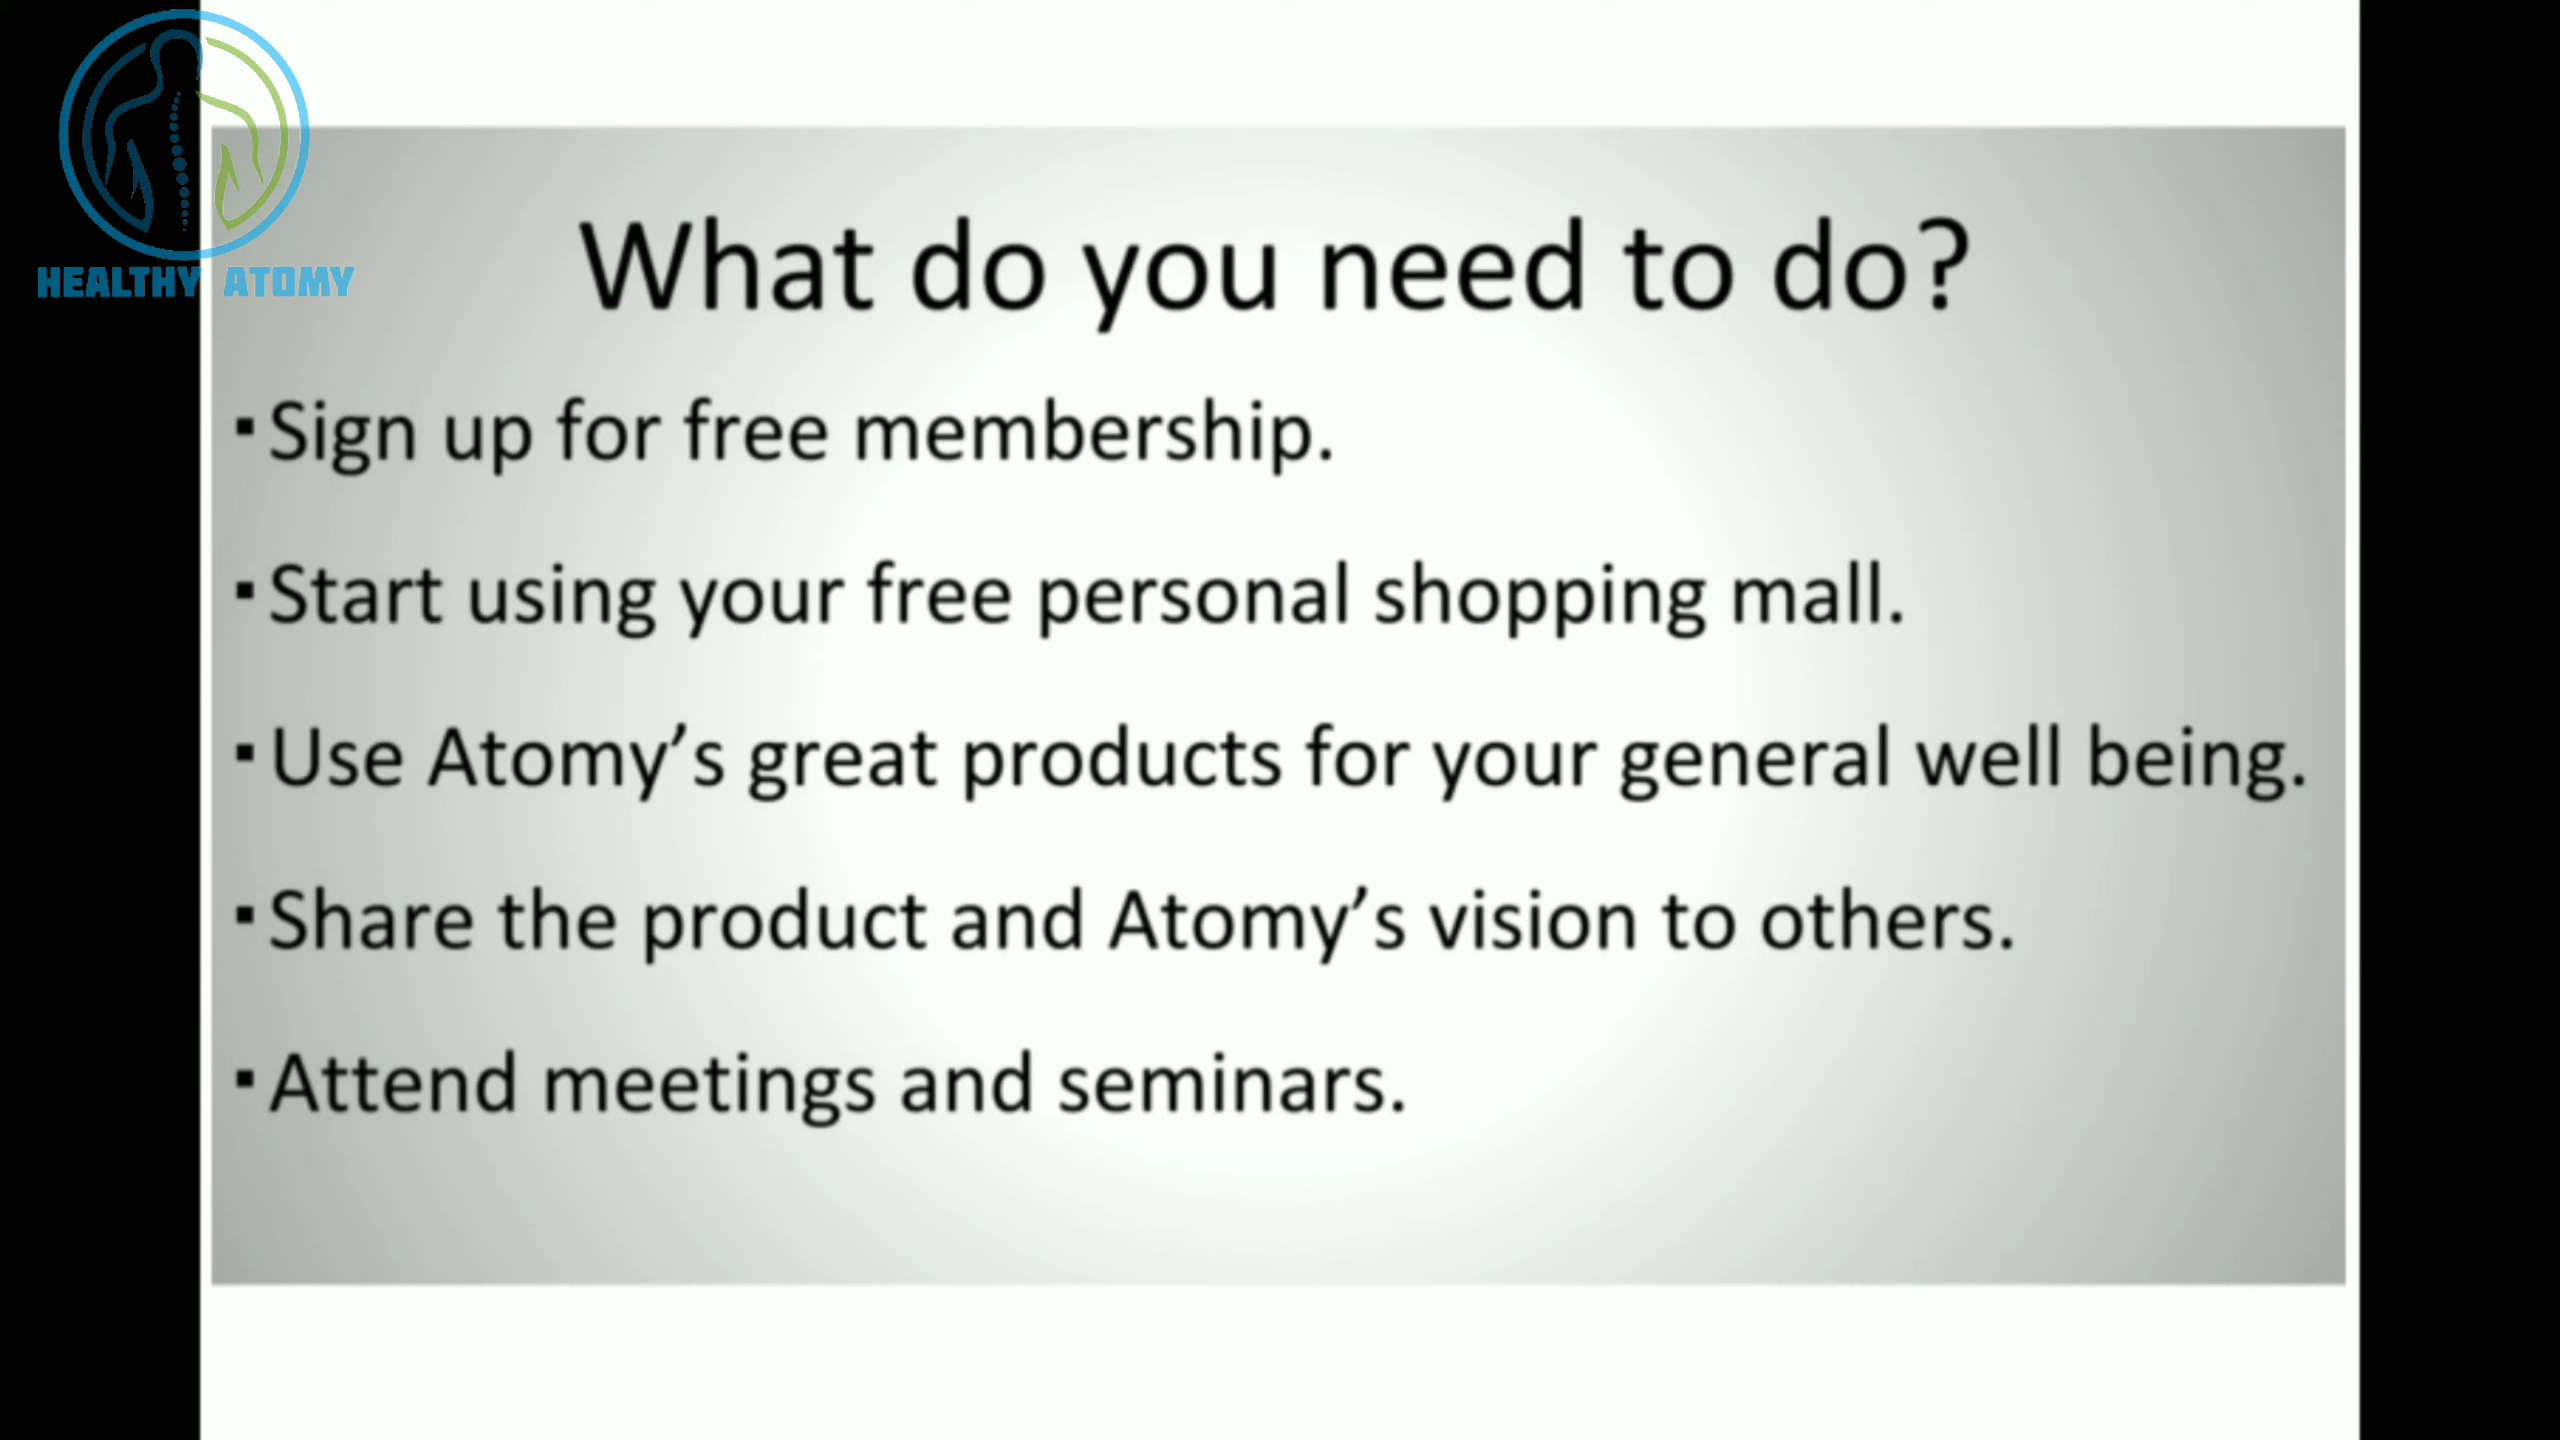 HEALTHY ATOMY
What do you need to do?
▪ Sign up for free membership.
▪ Start using your free personal shopping mall.
▪ Use Atomy’s great products for your general well being.
▪ Share the product and Atomy’s vision to others.
▪ Attend meetings and seminars.